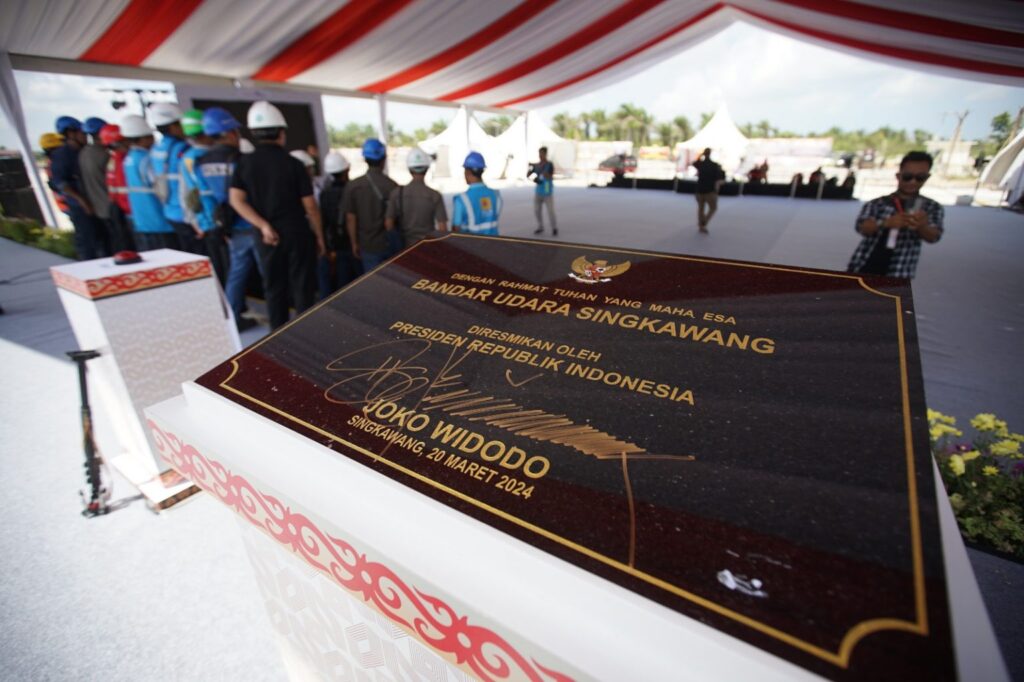 DENGAN RAHMAT TUHAN YANG MAHA ESA
BANDAR UDARA SINGKAWANG
DIRESMIKAN OLEH
PRESIDEN REPUBLIK INDONESIA
JOKO WIDODO
SINGKAWANG, 20 MARET 2024